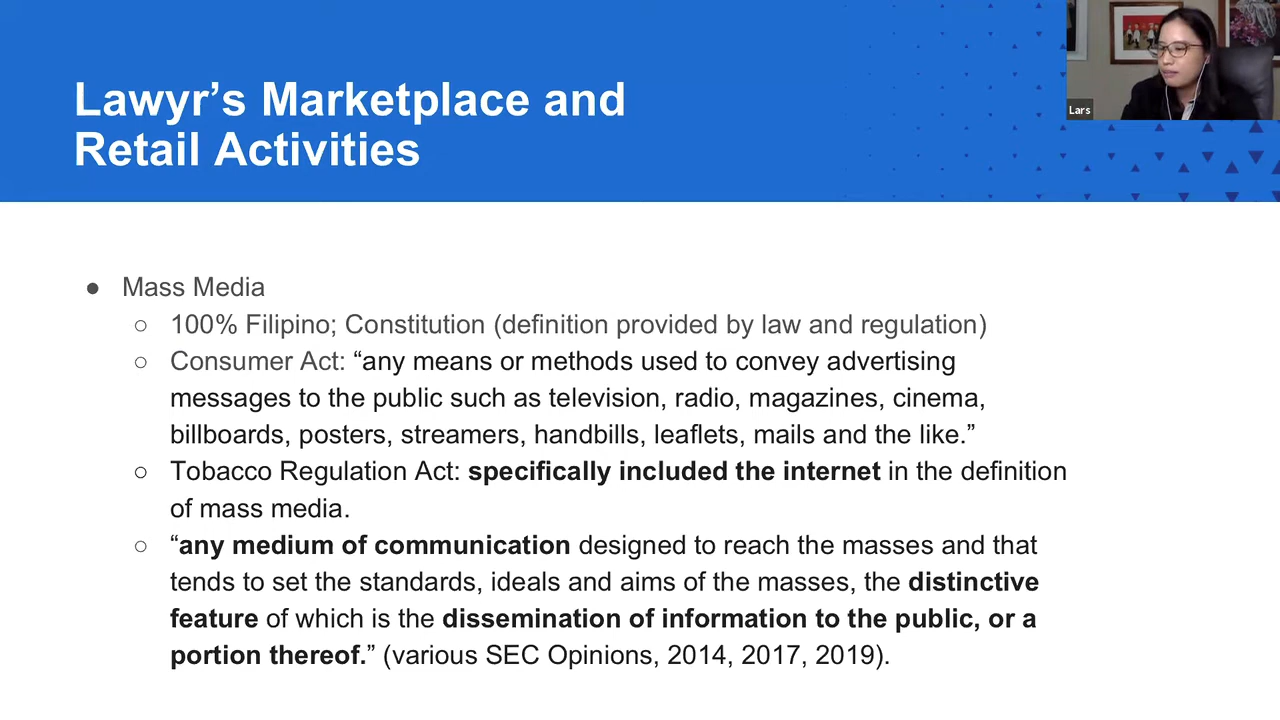 Lawyr’s Marketplace and
Retail Activities
Lars
● Mass Media
○ 100% Filipino; Constitution (definition provided by law and regulation)
○ Consumer Act: “any means or methods used to convey advertising
messages to the public such as television, radio, magazines, cinema,
billboards, posters, streamers, handbills, leaflets, mails and the like.”
○ Tobacco Regulation Act: specifically included the internet in the definition
of mass media.
○ “any medium of communication designed to reach the masses and that
tends to set the standards, ideals and aims of the masses, the distinctive
feature of which is the dissemination of information to the public, or a
portion thereof.” (various SEC Opinions, 2014, 2017, 2019).